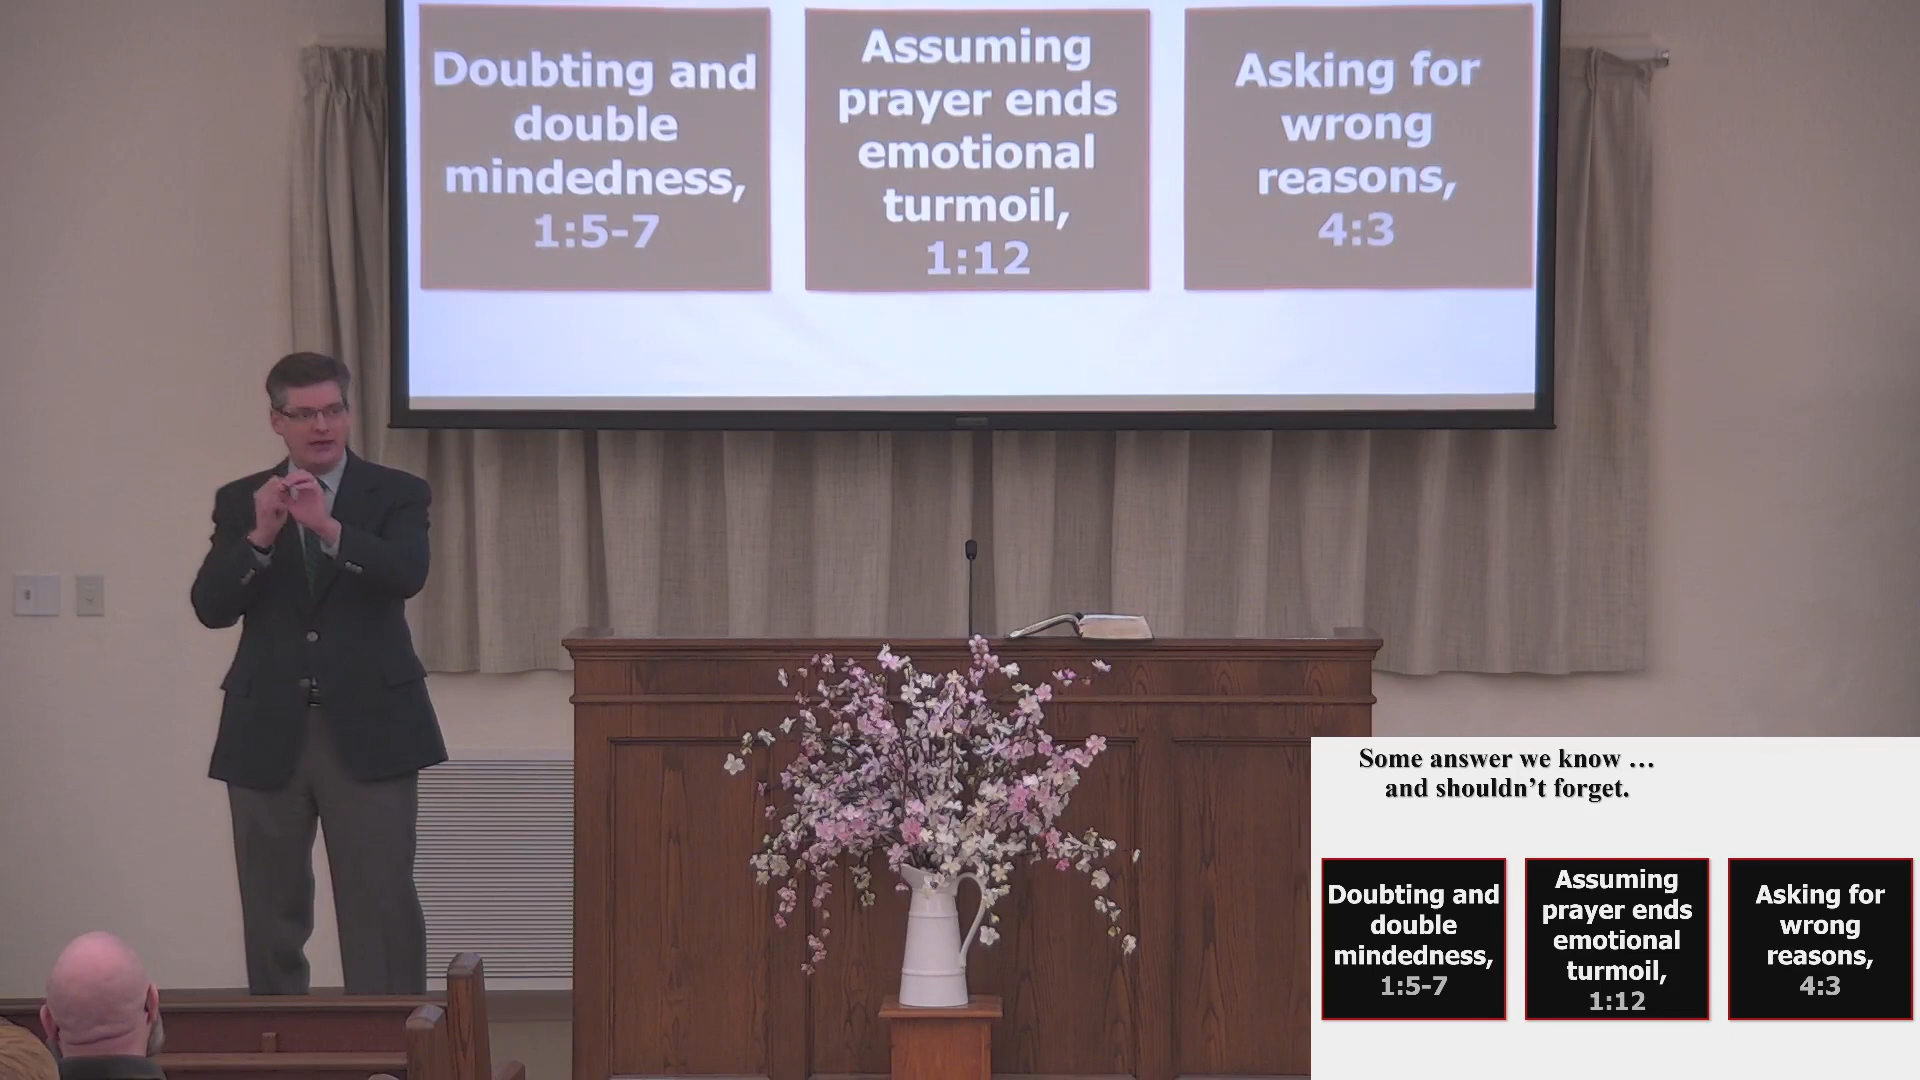 Doubting and
double
mindedness,
1:5-7
Assuming
prayer ends
emotional
turmoil,
1:12
Asking for
wrong
reasons,
4:3
Some answer we know …
and shouldn’t forget.
Doubting and
double
mindedness,
1:5-7
Assuming
prayer ends
emotional
turmoil,
1:12
Asking for
wrong
reasons,
4:3